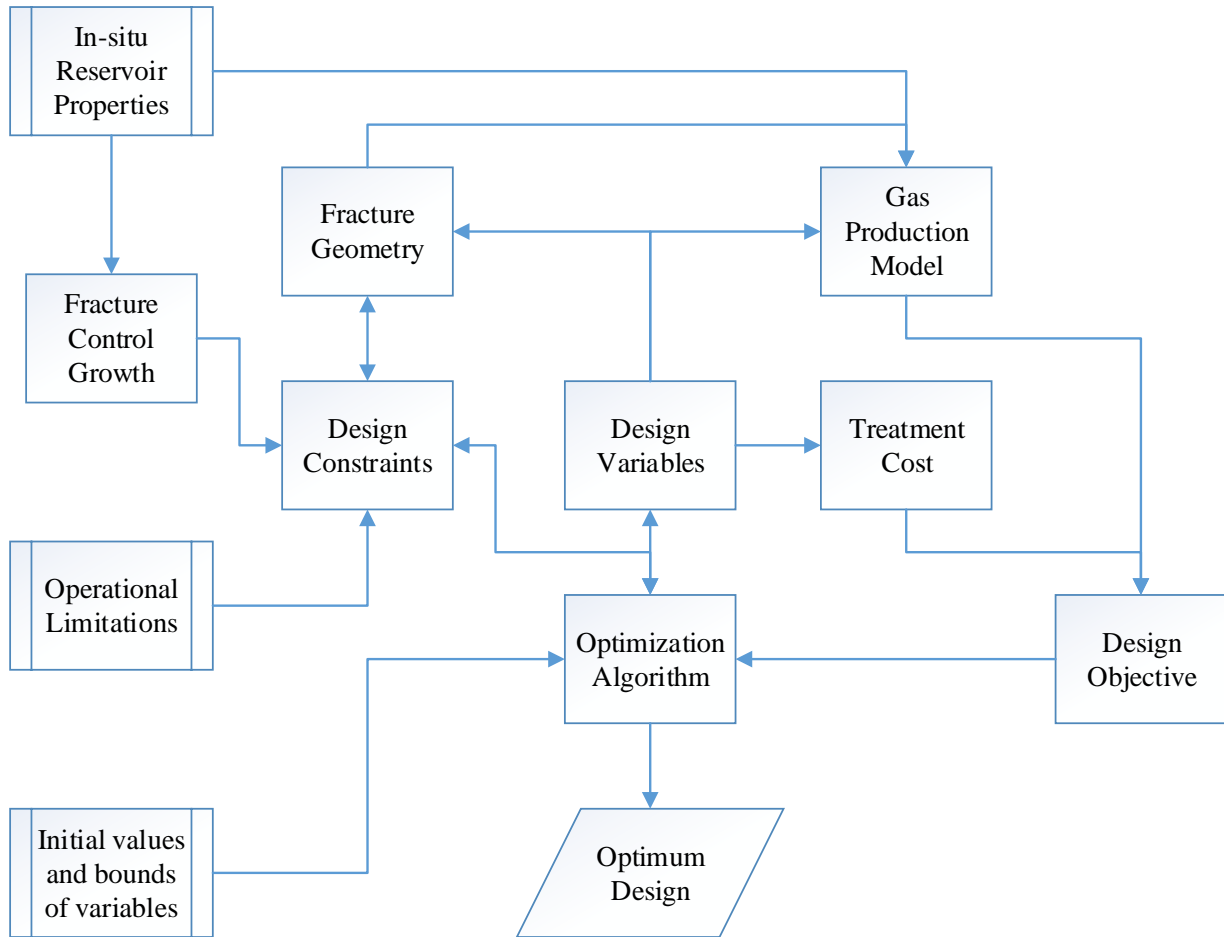 In-situ
Reservoir
Properties
Fracture
Geometry
Gas
Production
Model
Fracture
Control
Growth
Design
Constraints
Design
Variables
Treatment
Cost
Operational
Limitations
Optimization
Algorithm
Design
Objective
Initial values
and bounds
of variables
Optimum
Design